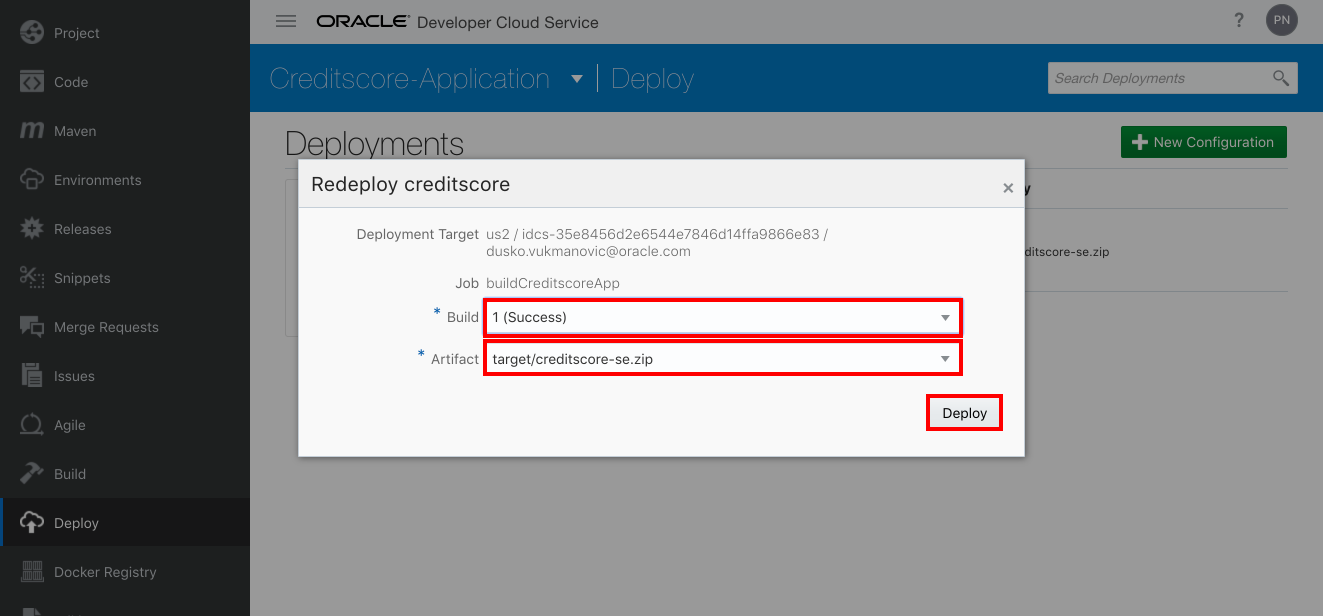 Project
Code
Maven
Environments
Releases
Snippets
Merge Requests
Issues
Agile
Build
Deploy
Docker Registry
ORACLE Developer Cloud Service
? PN
Creditscore-Application Deploy
Search Deployments
Deployments
New Configuration
Redeploy creditscore
×
y
Deployment Target us2 / idcs-35e8456d2e6544e7846d14ffa9866e83 /
dusko.vukmanovic@oracle.com
ditscore-se.zip
Job buildCreditscoreApp
* Build 1 (Success)
* Artifact target/creditscore-se.zip
Deploy